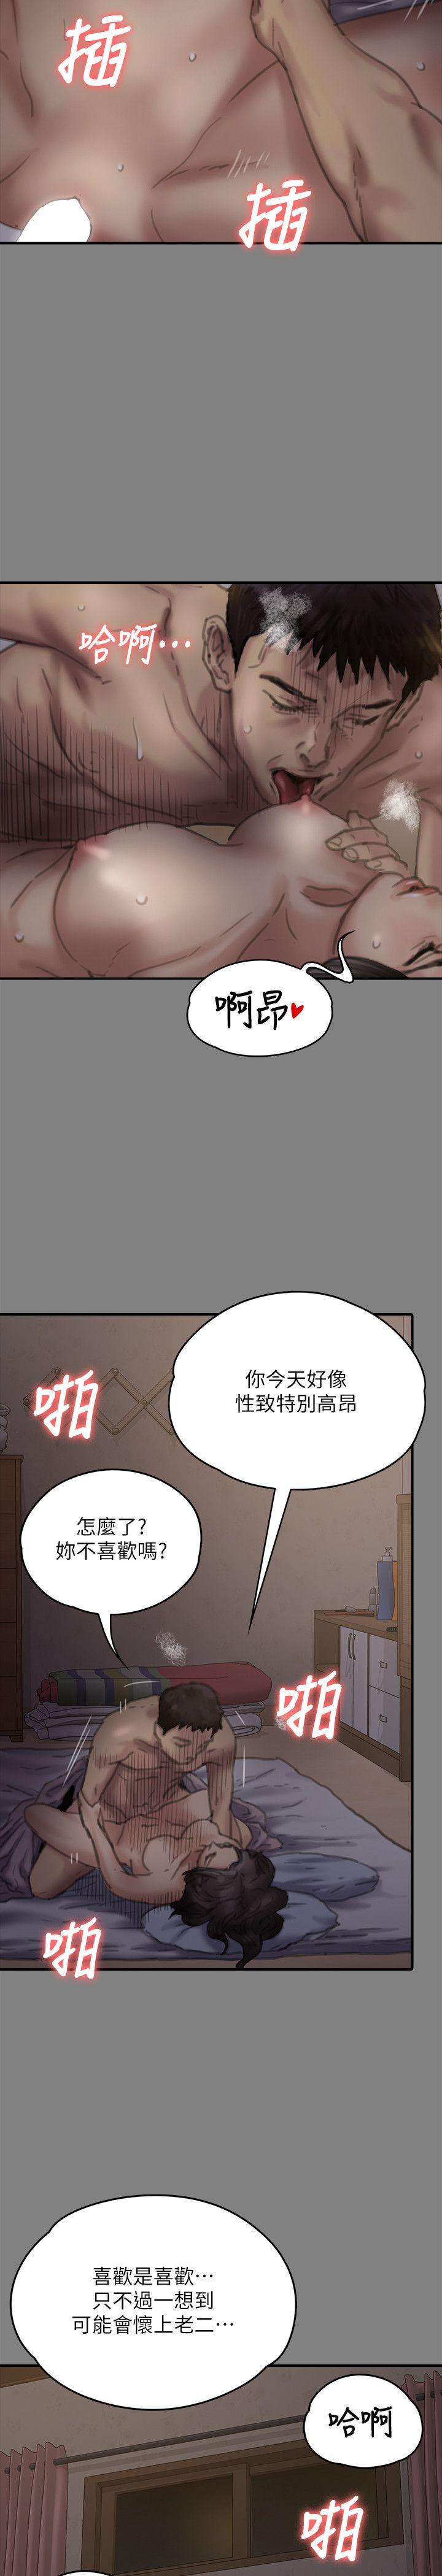 插
插
哈啊⋯
啊昂♥
你今天好像
性致特別高昂
啪
怎麼了?
妳不喜歡嗎?
啪
啪
喜歡是喜歡⋯
只不過一想到
可能會懷上老二⋯
哈啊
啪